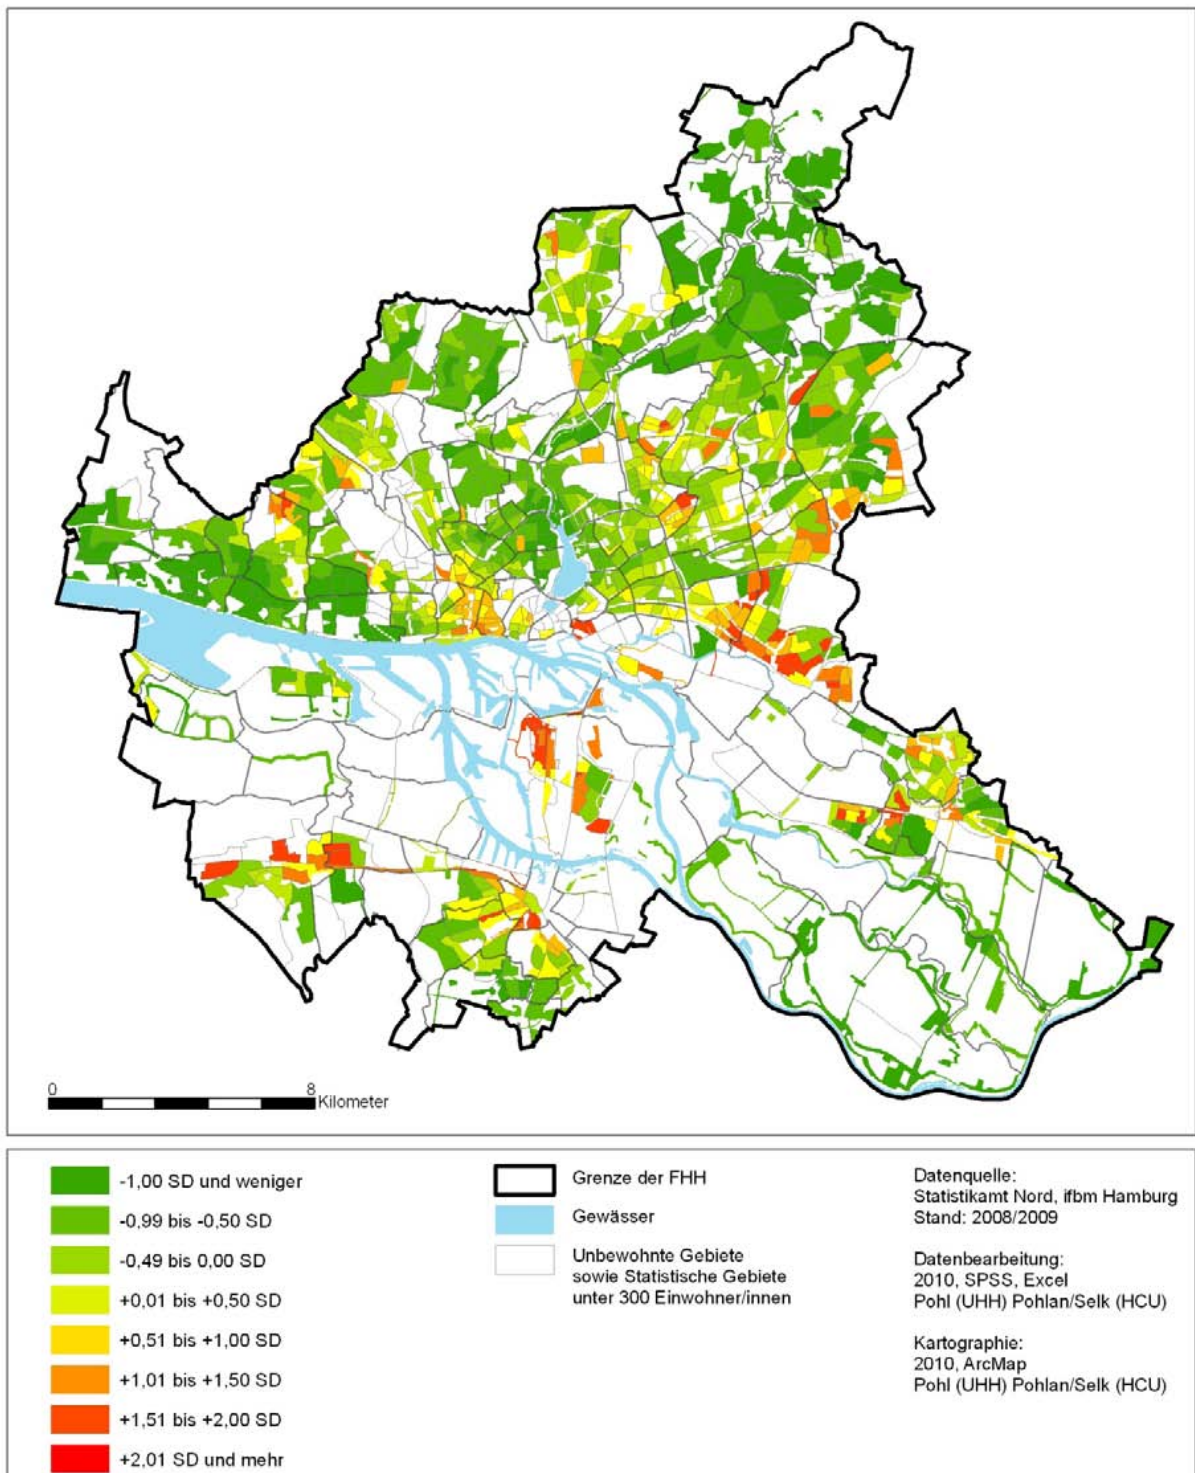 0 8
Kilometer
-1,00 SD und weniger
-0,99 bis -0,50 SD
-0,49 bis 0,00 SD
+0,01 bis +0,50 SD
+0,51 bis +1,00 SD
+1,01 bis +1,50 SD
+1,51 bis +2,00 SD
+2,01 SD und mehr
Grenze der FHH
Gewässer
Unbewohnte Gebiete
sowie Statistische Gebiete
unter 300 Einwohner/innen
Datenquelle:
Statistikamt Nord, ifbm Hamburg
Stand: 2008/2009
Datenbearbeitung:
2010, SPSS, Excel
Pohl (UHH) Pohlan/Selk (HCU)
Kartographie:
2010, ArcMap
Pohl (UHH) Pohlan/Selk (HCU)